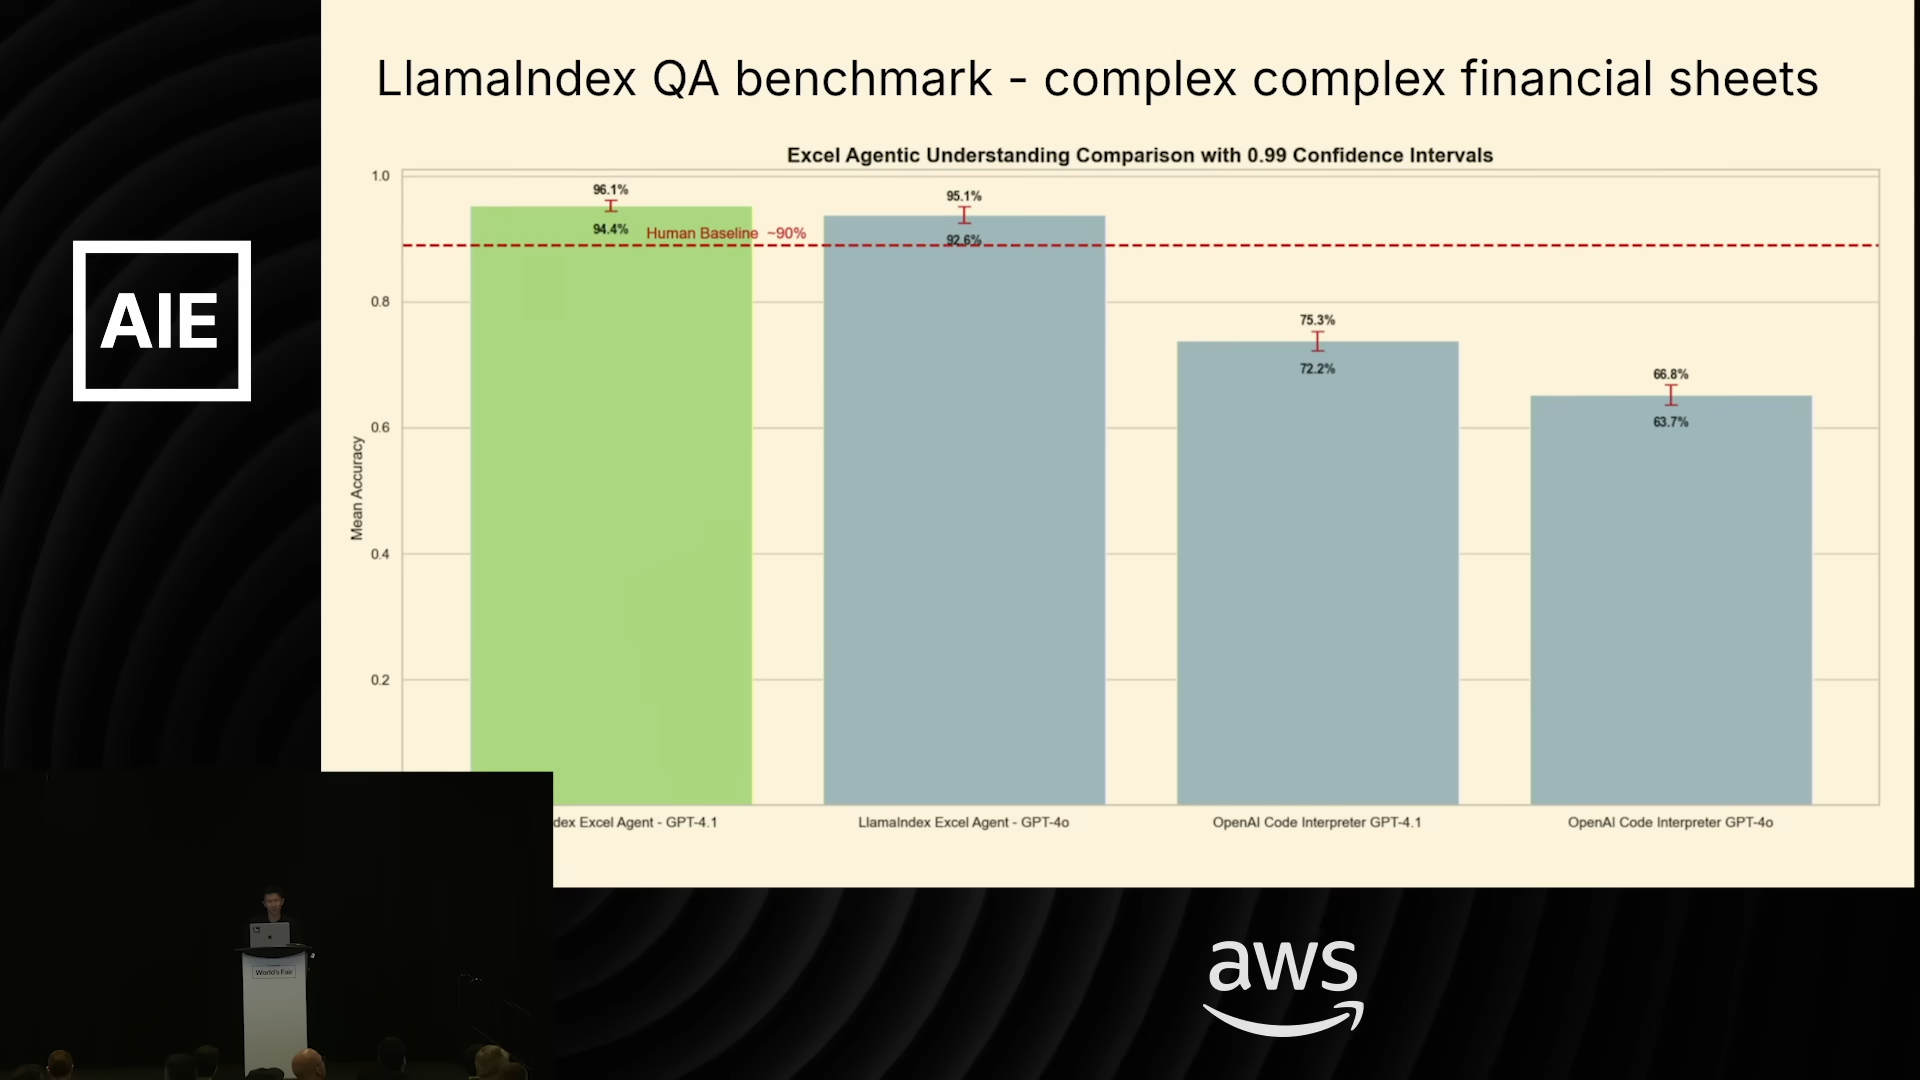 LlamaIndex QA benchmark - complex complex financial sheets
Excel Agentic Understanding Comparison with 0.99 Confidence Intervals
1.0
96.1%
95.1%
94.4%
Human Baseline ~90%
92.6%
AIE
0.8
75.3%
72.2%
66.8%
63.7%
0.6
Mean Accuracy
0.4
0.2
dex Excel Agent - GPT-4.1
LlamaIndex Excel Agent - GPT-4o
OpenAI Code Interpreter GPT-4.1
OpenAI Code Interpreter GPT-4o
World's Fair
aws